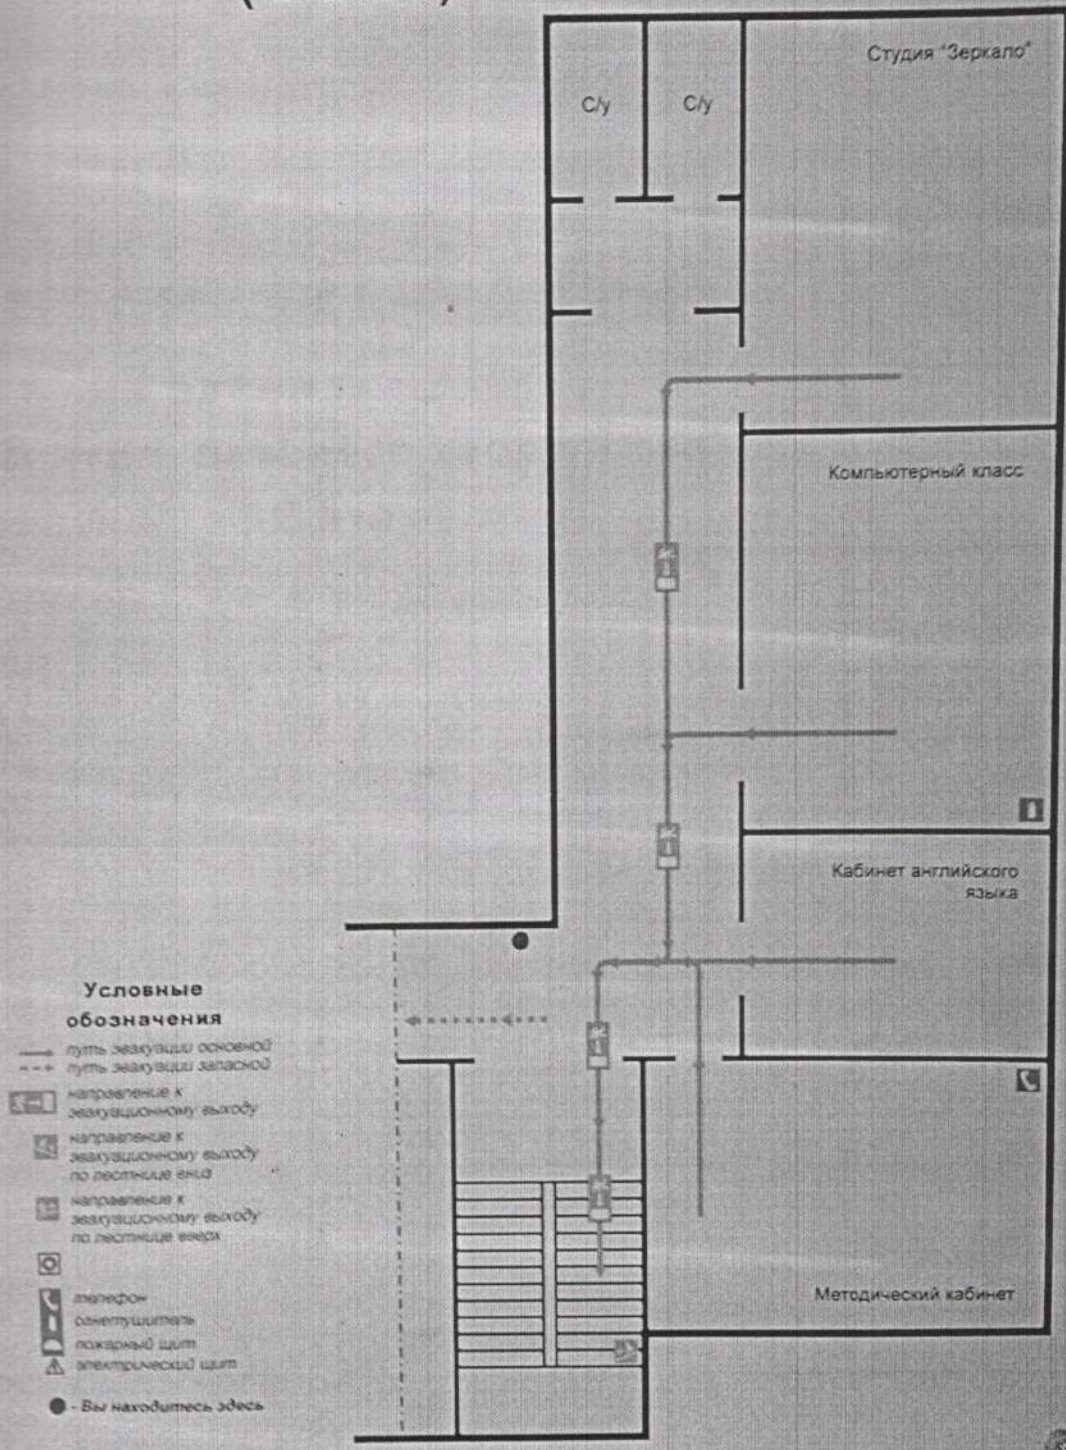 Студия "Зеркало"
С/у
С/у
Компьютерный класс
Кабинет английского
языка
Условные
обозначения
путь эвакуации основной
путь эвакуации запасной
направление к
эвакуационному выходу
направление к
эвакуационному выходу
по лестнице вниз
направление к
эвакуационному выходу
по лестнице вверх
телефон
огнетушитель
пожарный щит
электрический щит
- Вы находитесь здесь
Методический кабинет